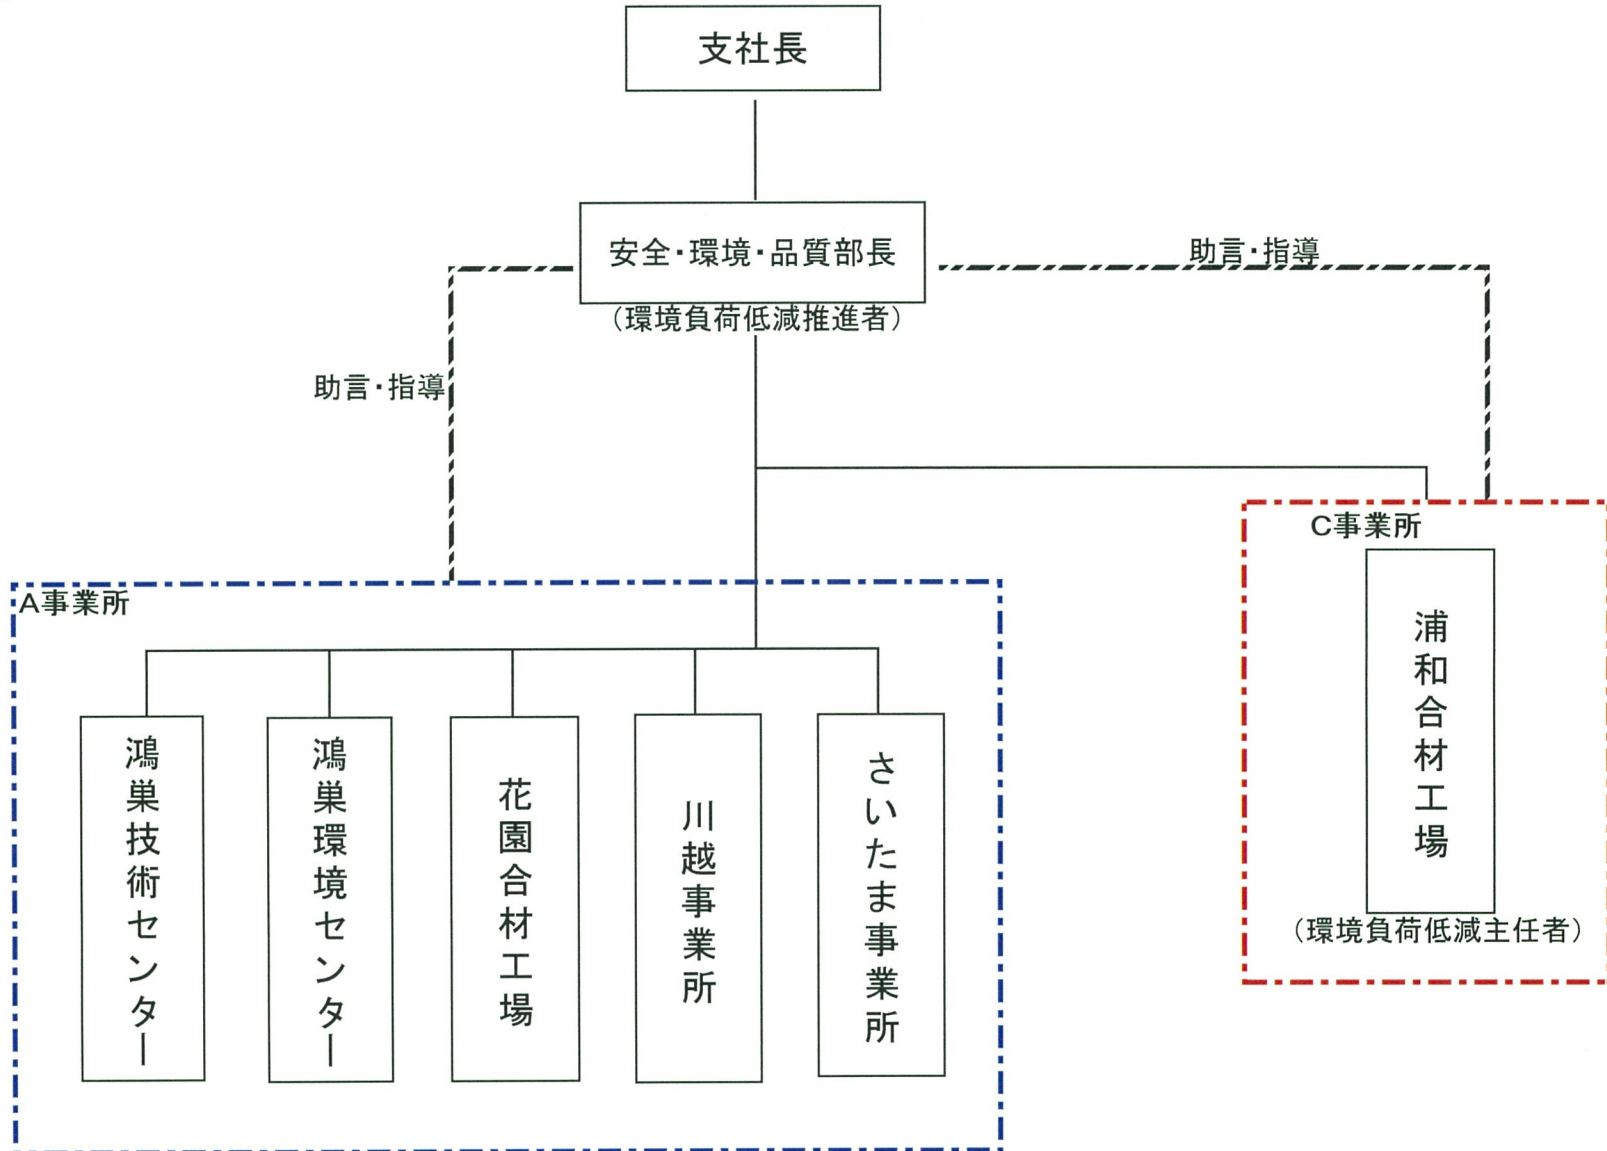 支社長
安全・環境・品質部長
（環境負荷低減推進者）
助言・指導
助言・指導
C事業所
浦和合材工場
（環境負荷低減主任者）
A事業所
鴻巣技術センター
鴻巣環境センター
花園合材工場
川越事業所
さいたま事業所